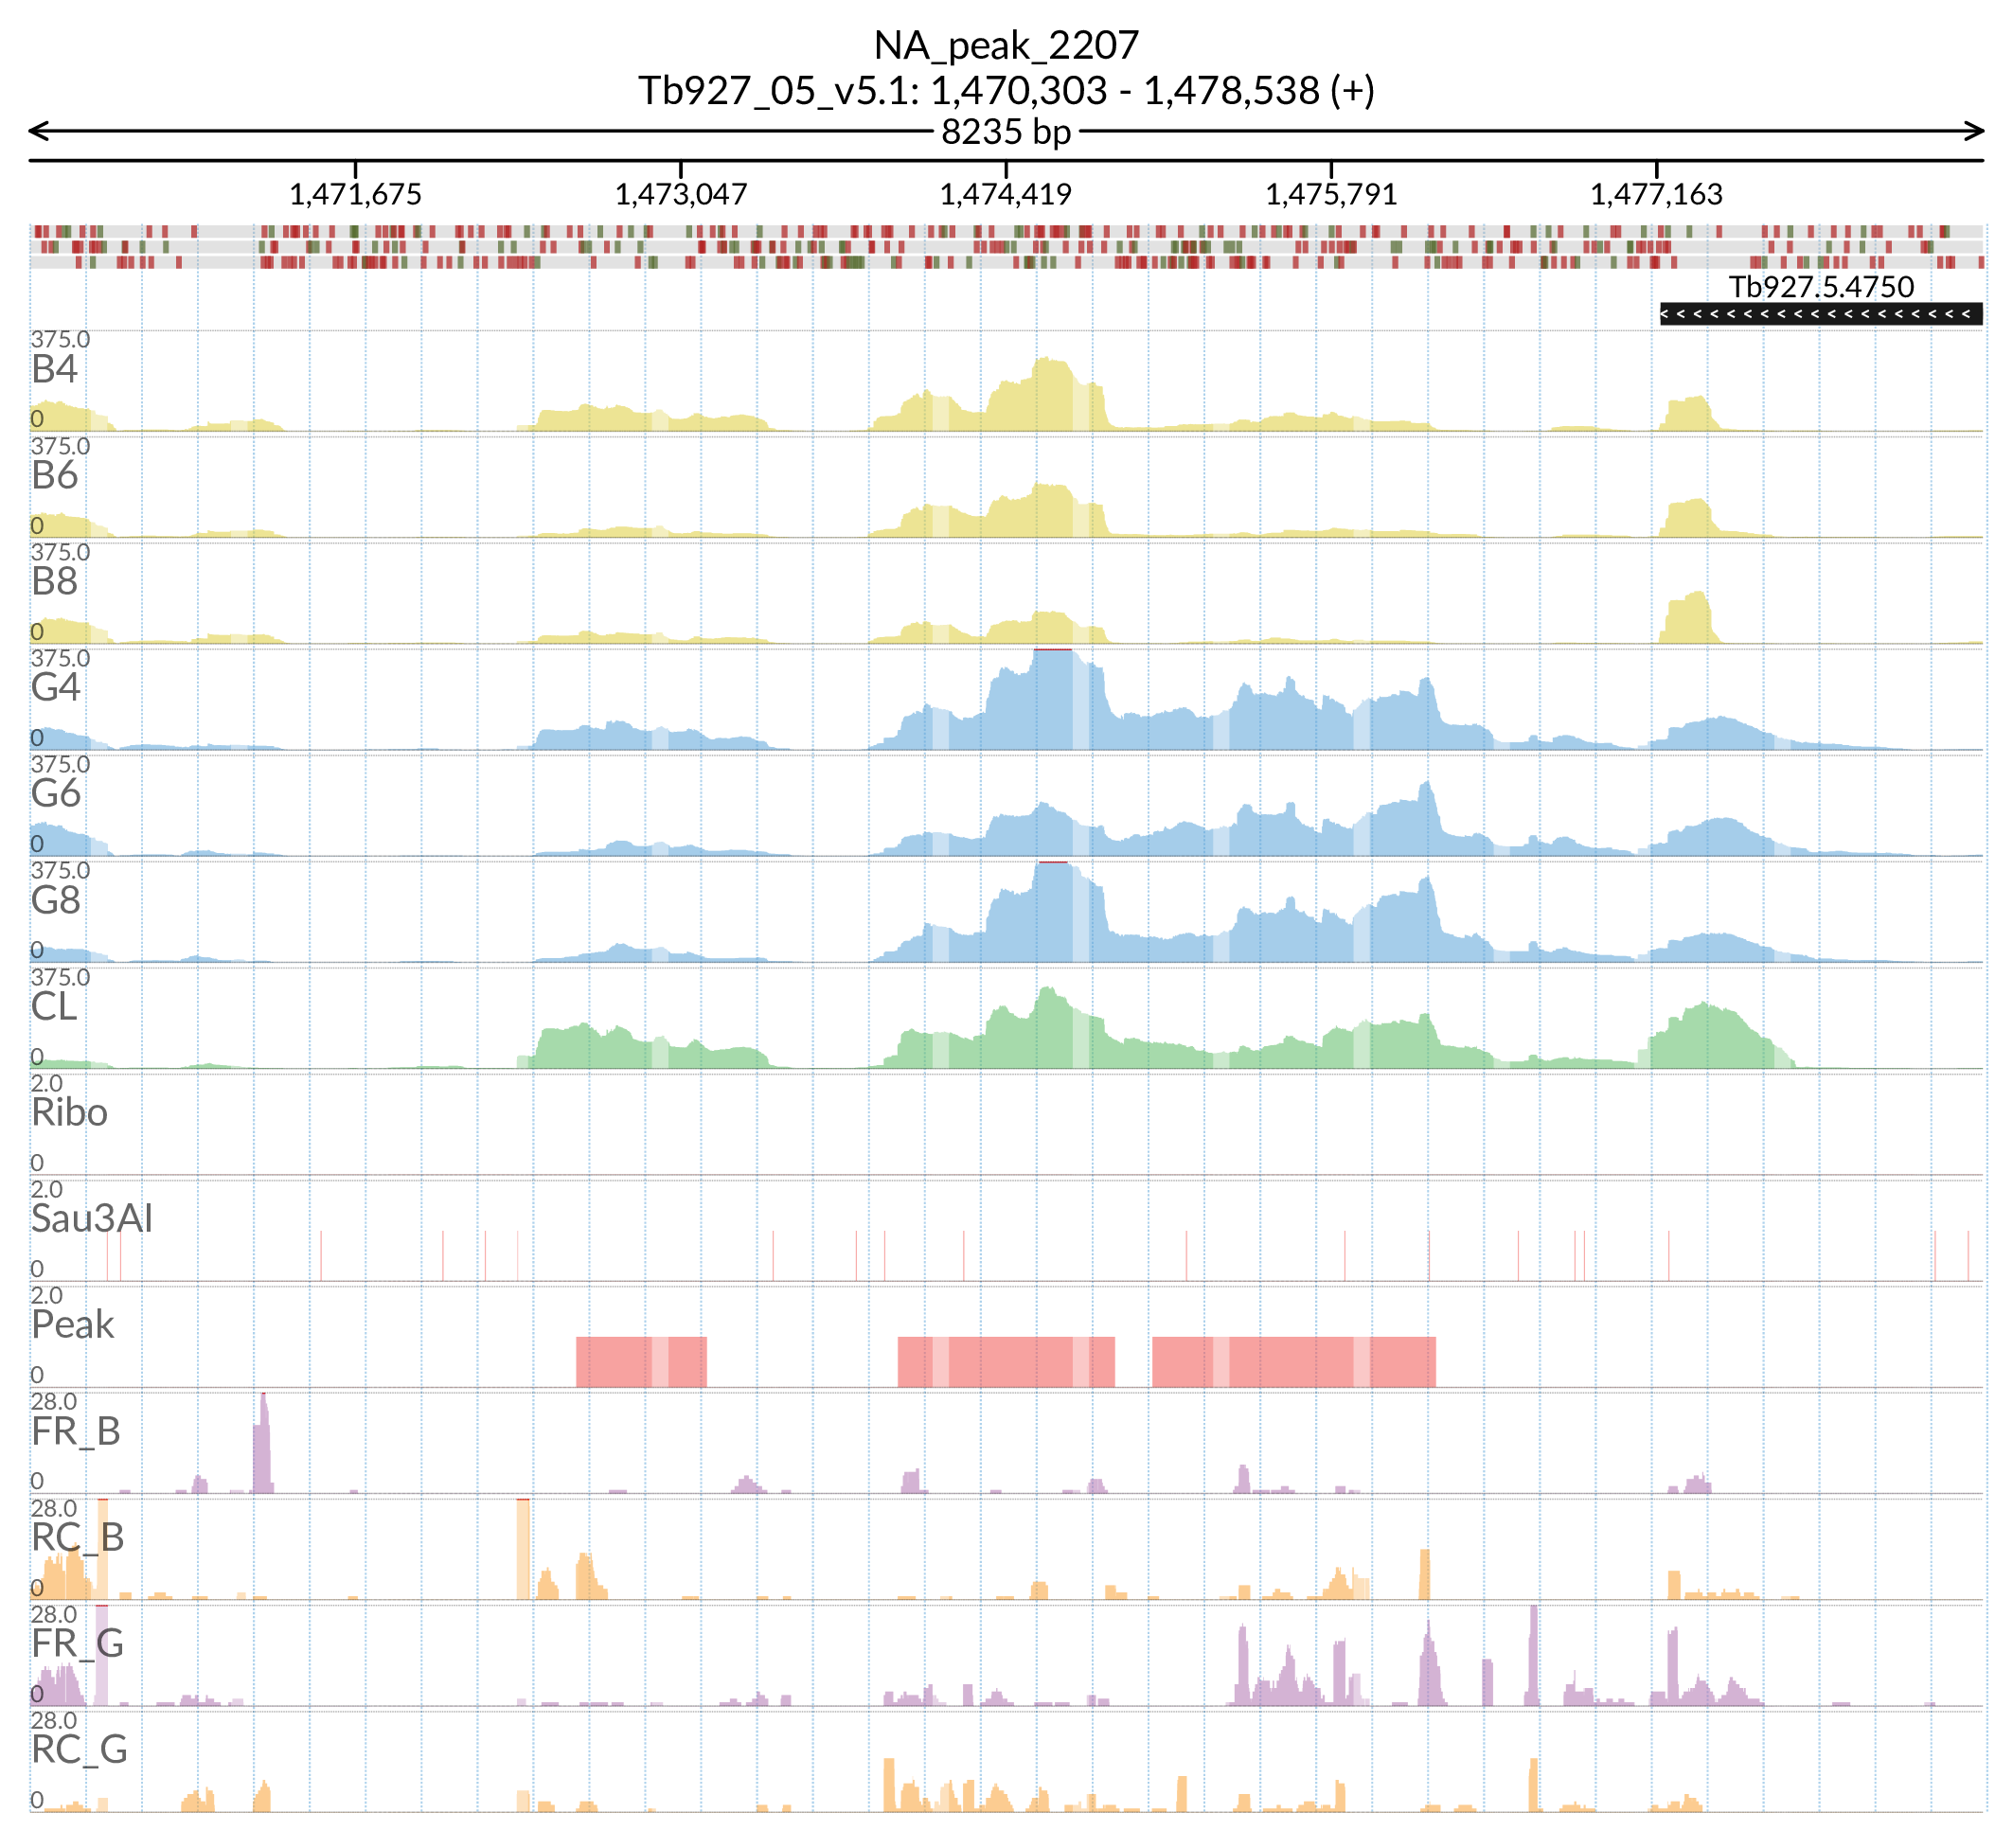 NA_peak_2207
Tb927_05_v5.1: 1,470,303 - 1,478,538 (+)
8235 bp
1,471,675 1,473,047 1,474,419 1,475,791 1,477,163
Tb927.5.4750
375.0
B4
0
375.0
B6
0
375.0
B8
0
375.0
G4
0
375.0
G6
0
375.0
G8
0
375.0
CL
0
2.0
Ribo
0
2.0
Sau3AI
0
2.0
Peak
0
28.0
FR_B
0
28.0
RC_B
0
28.0
FR_G
0
28.0
RC_G
0